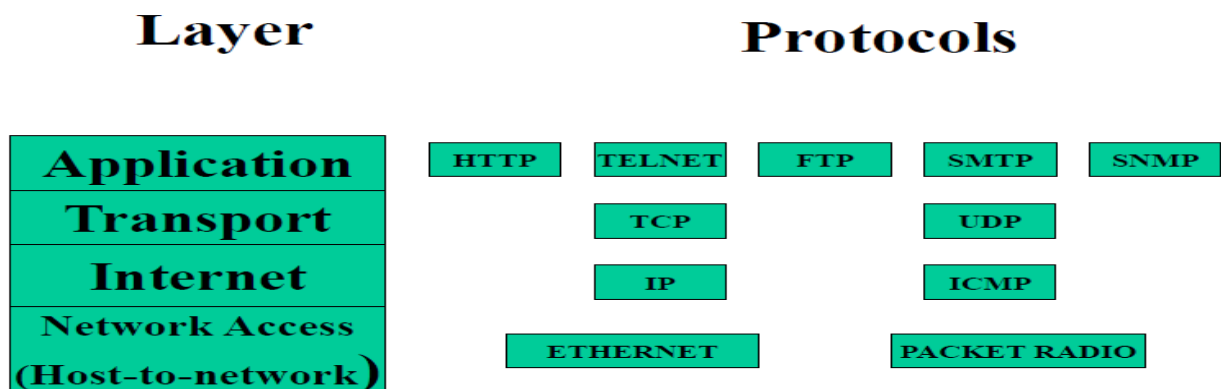 Layer Protocols
Application HTTP TELNET FTP SMTP SNMP
Transport TCP UDP
Internet IP ICMP
Network Access
(Host-to-network) ETHERNET PACKET RADIO